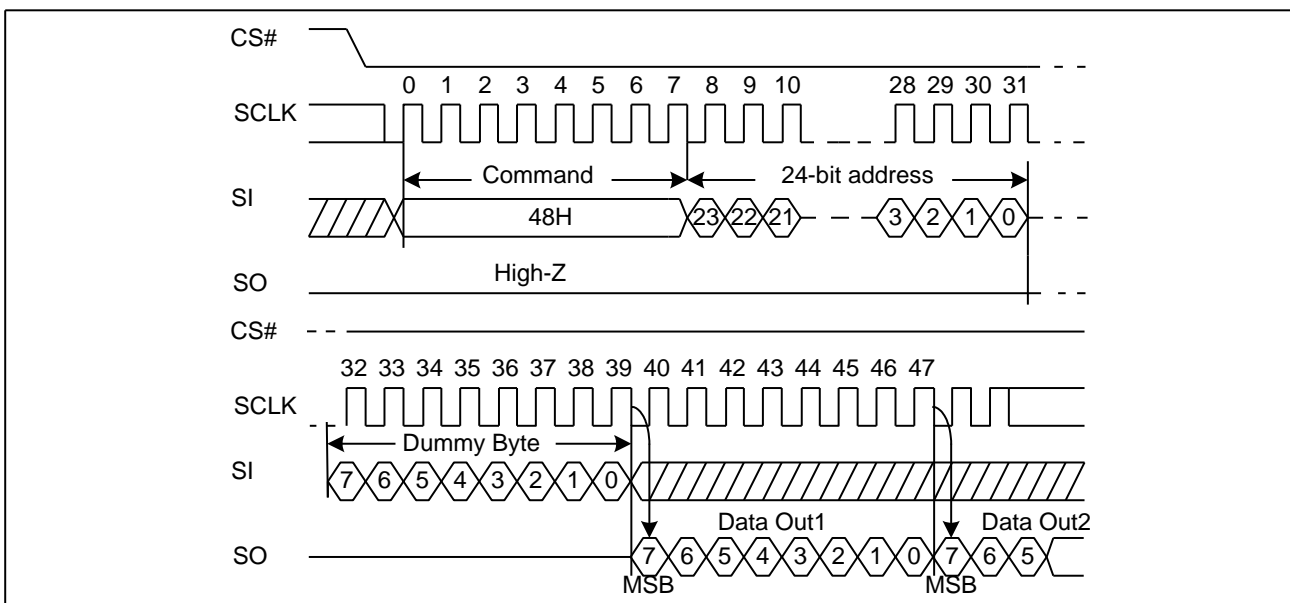 CS#
0 1 2 3 4 5 6 7 8 9 10 28 29 30 31
SCLK
Command 24-bit address
SI
48H 23 22 21 3 2 1 0
High-Z
SO
CS#
32 33 34 35 36 37 38 39 40 41 42 43 44 45 46 47
SCLK
Dummy Byte
SI
7 6 5 4 3 2 1 0
Data Out1 Data Out2
SO
7 6 5 4 3 2 1 0 7 6 5
MSB MSB